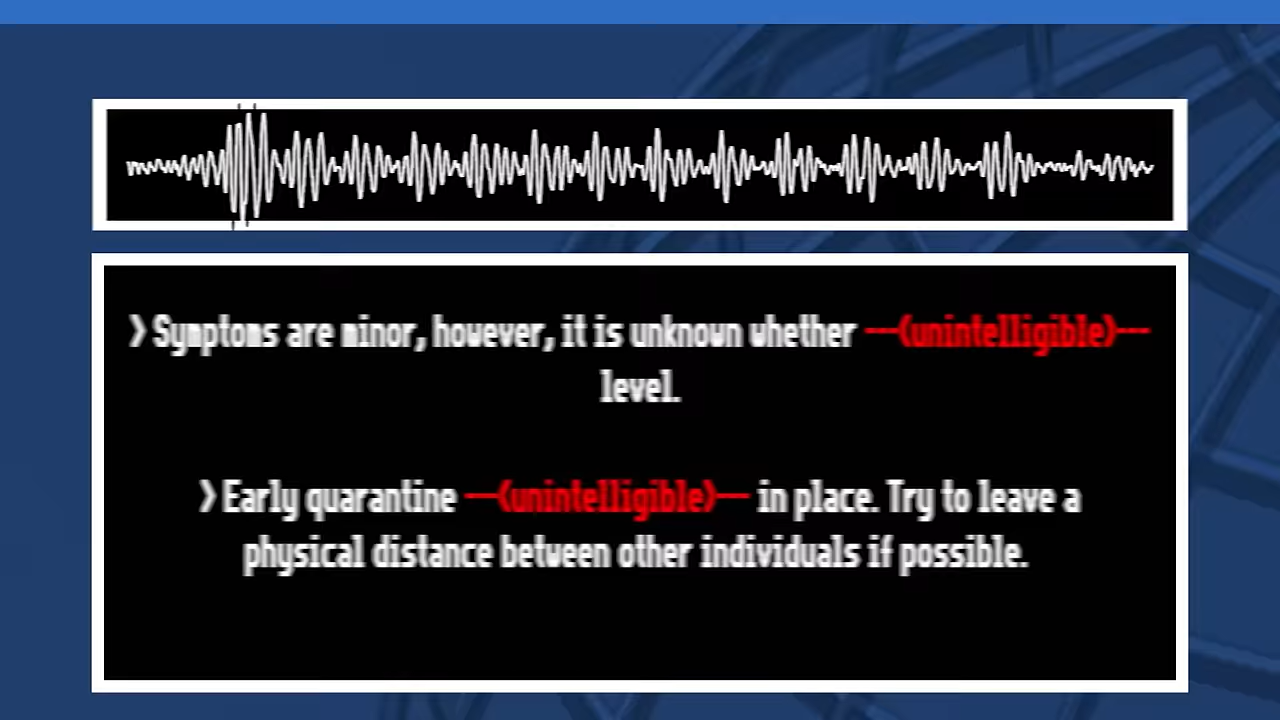 > Symptoms are minor, however, it is unknown whether ---(unintelligible)---
level.
> Early quarantine ---(unintelligible)--- in place. Try to leave a
physical distance between other individuals if possible.